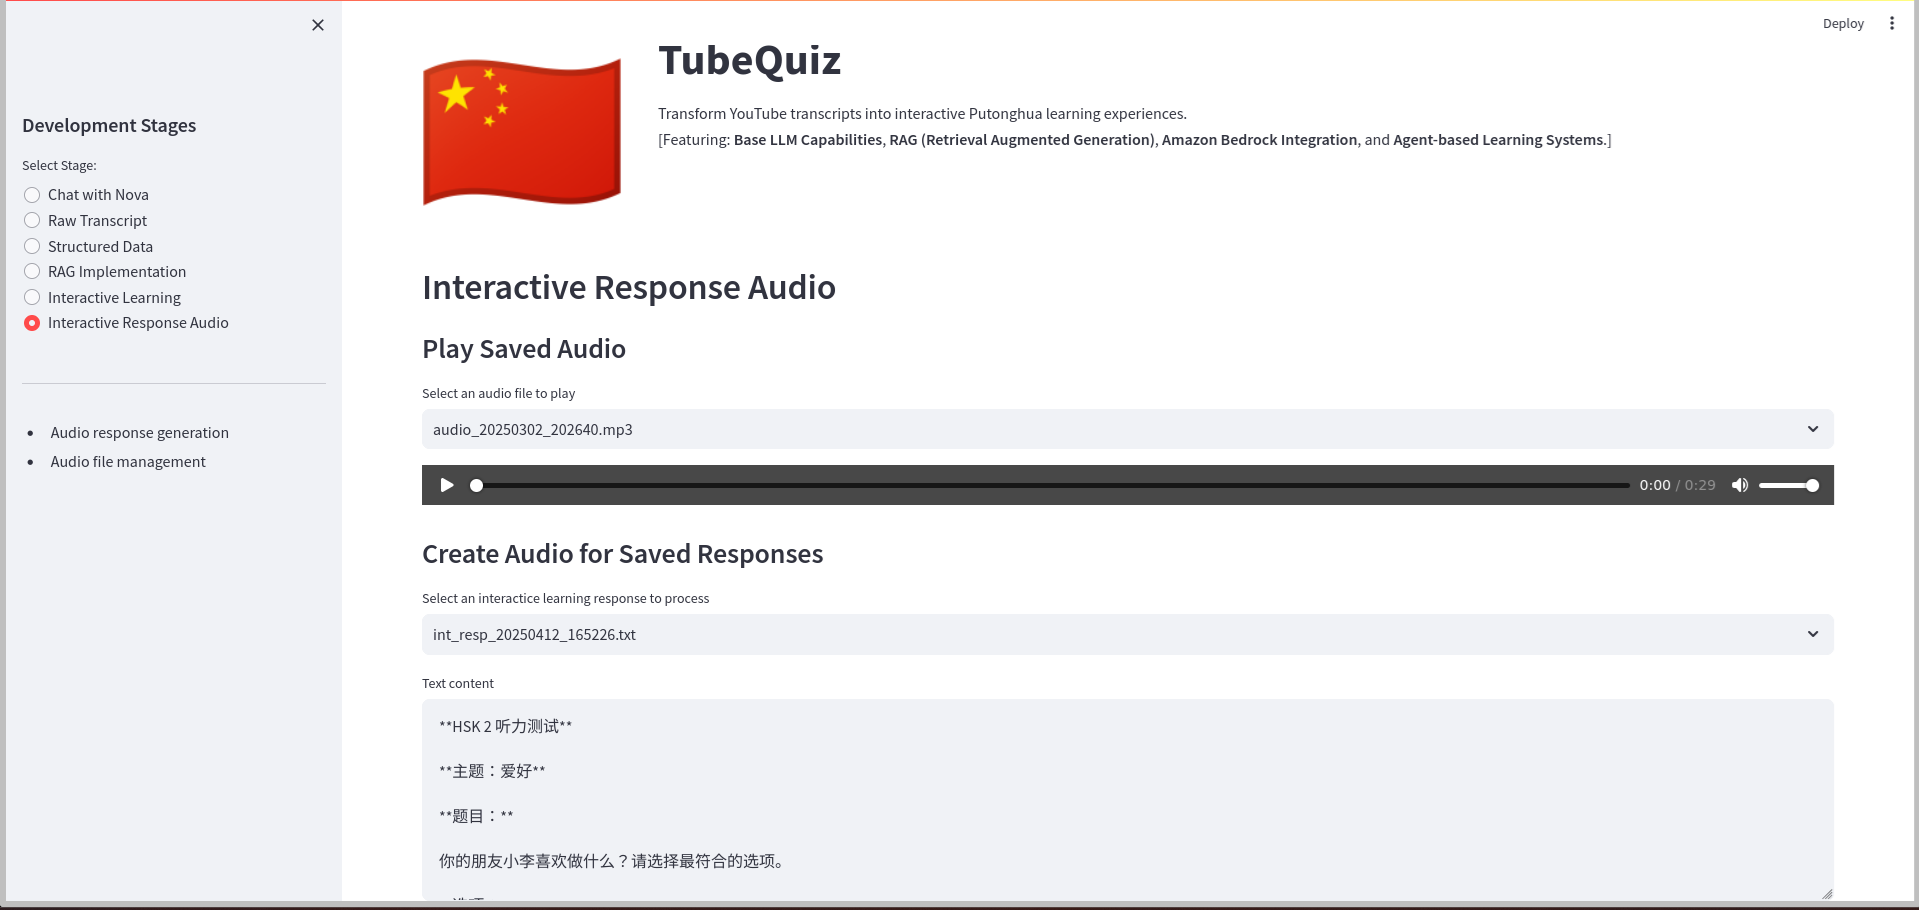 Deploy
Development Stages
Select Stage:
Chat with Nova
Raw Transcript
Structured Data
RAG Implementation
Interactive Learning
Interactive Response Audio
Audio response generation
Audio file management
TubeQuiz
Transform YouTube transcripts into interactive Putonghua learning experiences.
[Featuring: Base LLM Capabilities, RAG (Retrieval Augmented Generation), Amazon Bedrock Integration, and Agent-based Learning Systems.]
Interactive Response Audio
Play Saved Audio
Select an audio file to play
audio_20250302_202640.mp3
0:00 / 0:29
Create Audio for Saved Responses
Select an interactice learning response to process
int_resp_20250412_165226.txt
Text content
**HSK 2 听力测试**
**主题：爱好**
**题目：**
你的朋友小李喜欢做什么？请选择最符合的选项。